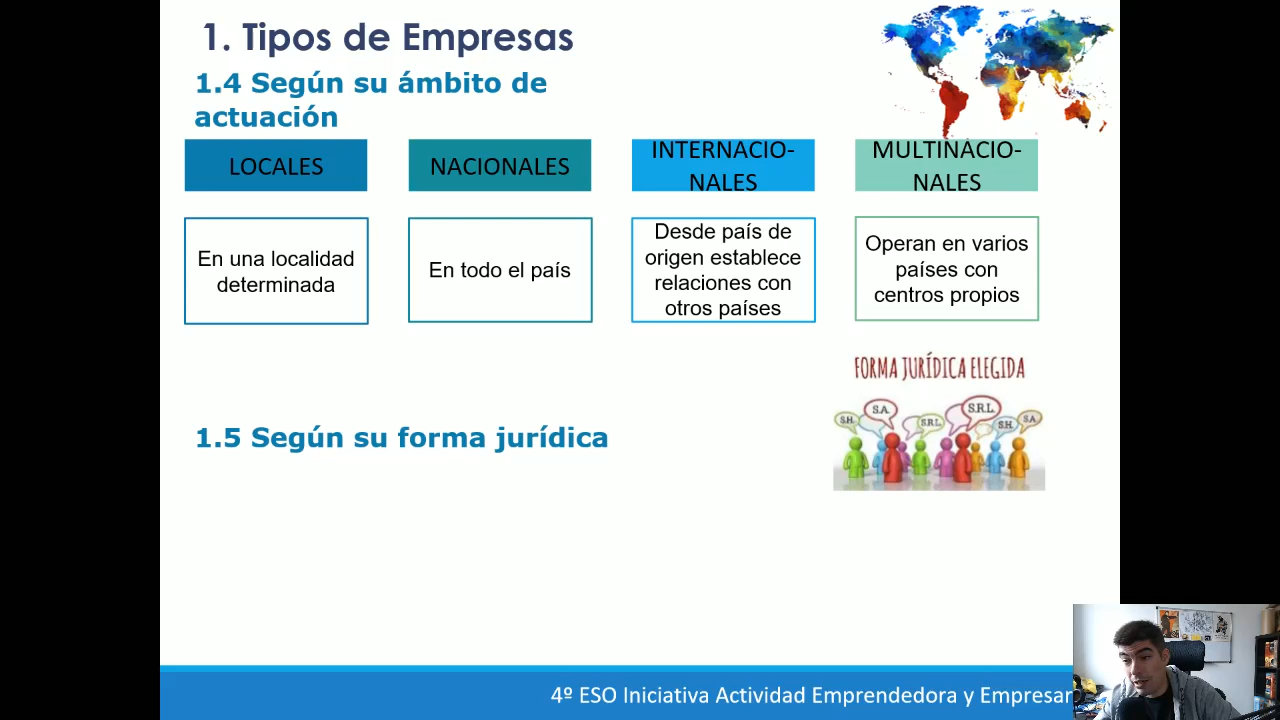 1. Tipos de Empresas
1.4 Según su ámbito de
actuación
LOCALES
NACIONALES
INTERNACIO-
NALES
MULTINACIO-
NALES
En una localidad
determinada
En todo el país
Desde país de
origen establece
relaciones con
otros países
Operan en varios
países con
centros propios
FORMA JURÍDICA ELEGIDA
S.H.
S.A.
S.R.L.
S.R.L.
S.H.
S.A.
1.5 Según su forma jurídica
4º ESO Iniciativa Actividad Emprendedora y Empresar